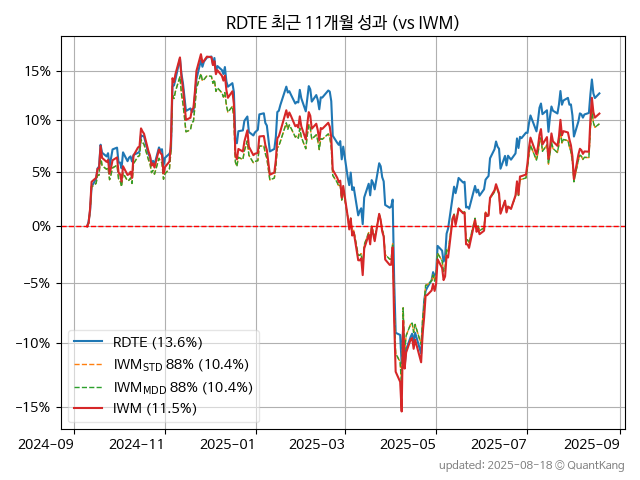 RDTE 최근 11개월 성과 (vs IWM)
15%
10%
5%
0%
−5%
−10%
−15%
RDTE (13.6%)
IWM_STD 88% (10.4%)
IWM_MDD 88% (10.4%)
IWM (11.5%)
2024-09 2024-11 2025-01 2025-03 2025-05 2025-07 2025-09
updated: 2025-08-18 ⓒ QuantKang